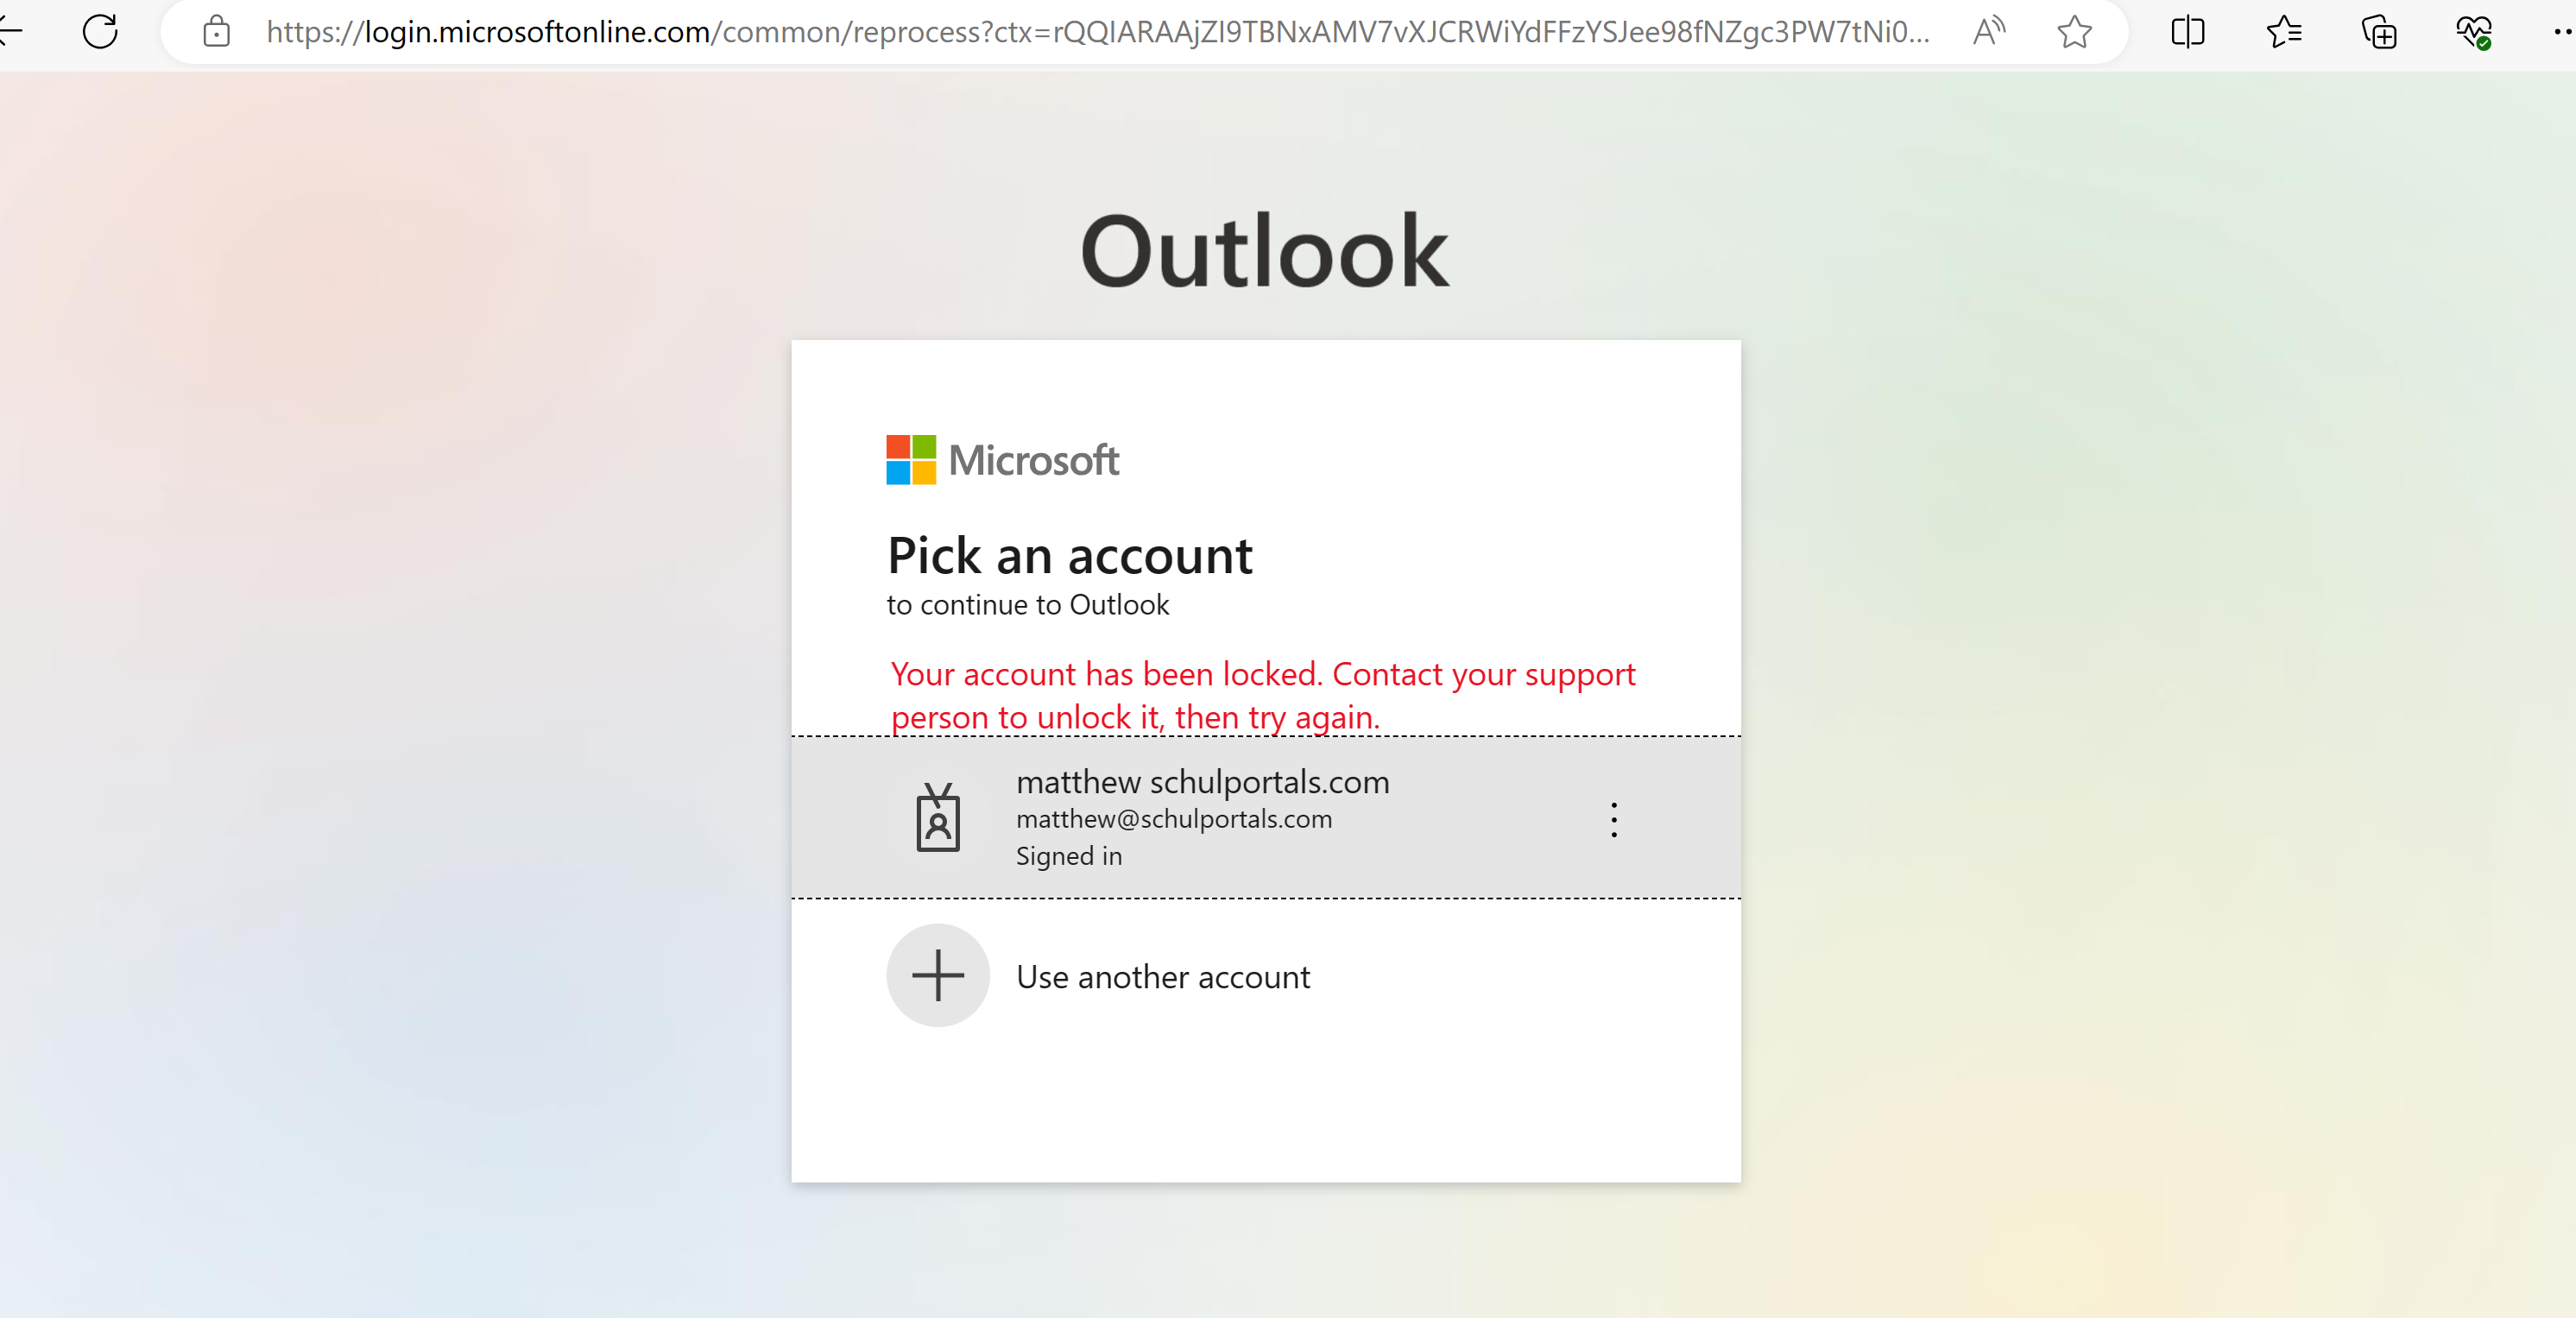 https://login.microsoftonline.com/common/reprocess?ctx=rQQIARAAjZI9TBNxAMV7vXJCRWiYdFFzYSJee98fNZgc3PW7tNi0...
Outlook
Microsoft
Pick an account
to continue to Outlook
Your account has been locked. Contact your support
person to unlock it, then try again.
matthew schulportals.com
matthew@schulportals.com
Signed in
Use another account